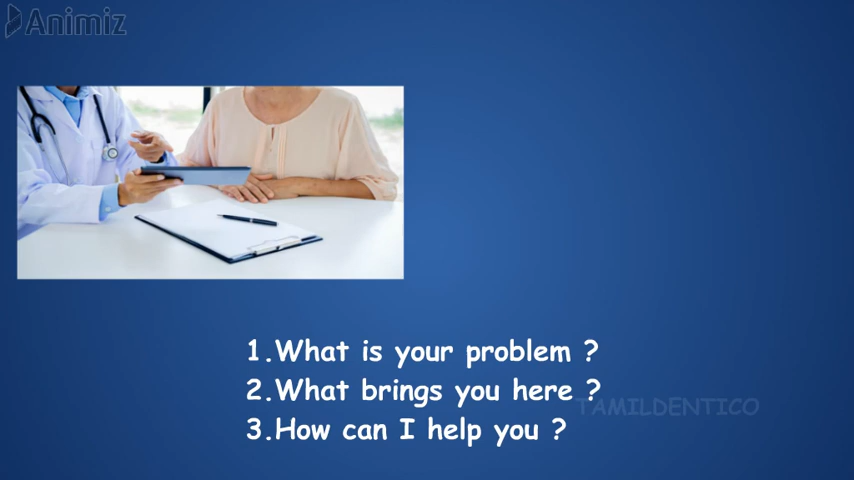 Animiz
1.What is your problem ?
2.What brings you here ?
TAMILDENTICO
3.How can I help you ?